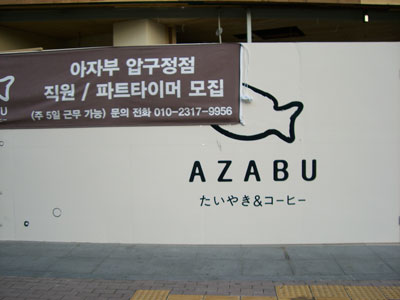 아자부 압구정점
직원 / 파트타이머 모집
(주 5일 근무 가능) 문의 전화 010-2317-9956
BU
AZABU
たいやき&コーヒー